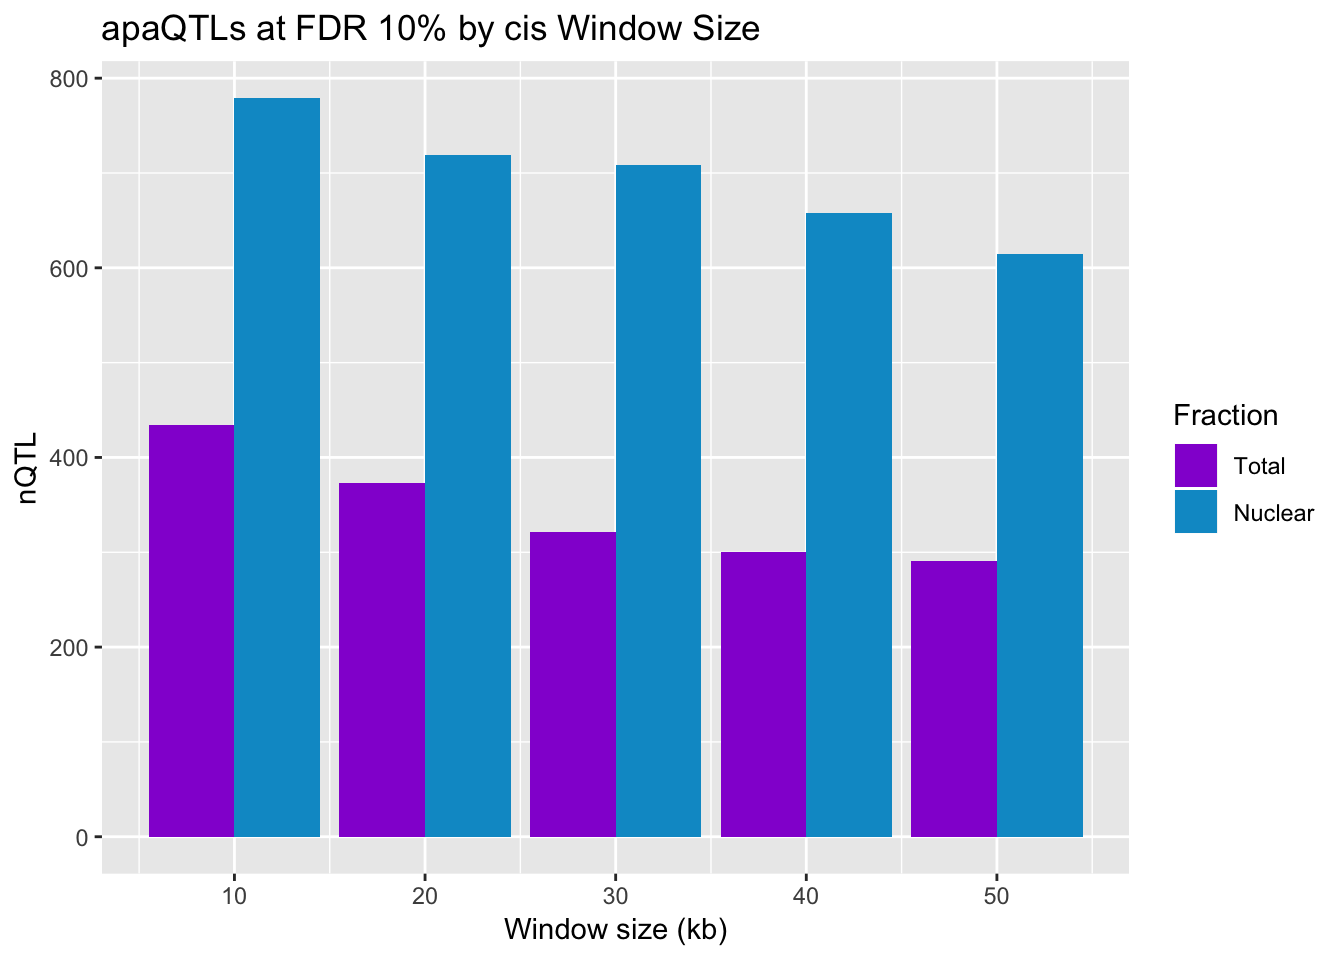 apaQTLs at FDR 10% by cis Window Size
nQTL
800
600
400
200
0
10 20 30 40 50
Window size (kb)
Fraction
Total
Nuclear